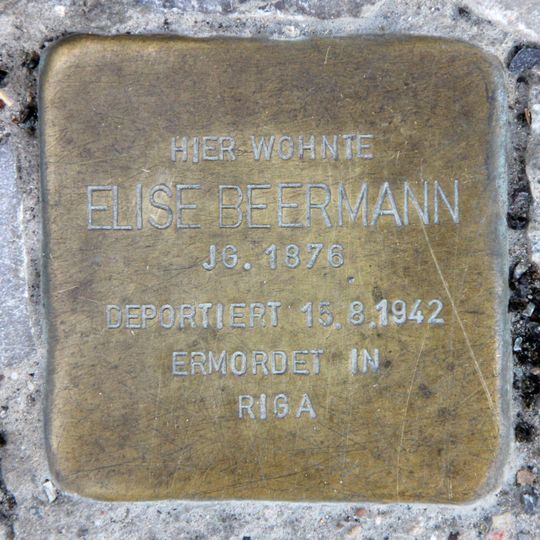 HIER WOHNTE
ELISE BEERMANN
JG. 1876
DEPORTIERT 15.8.1942
ERMORDET IN
RIGA